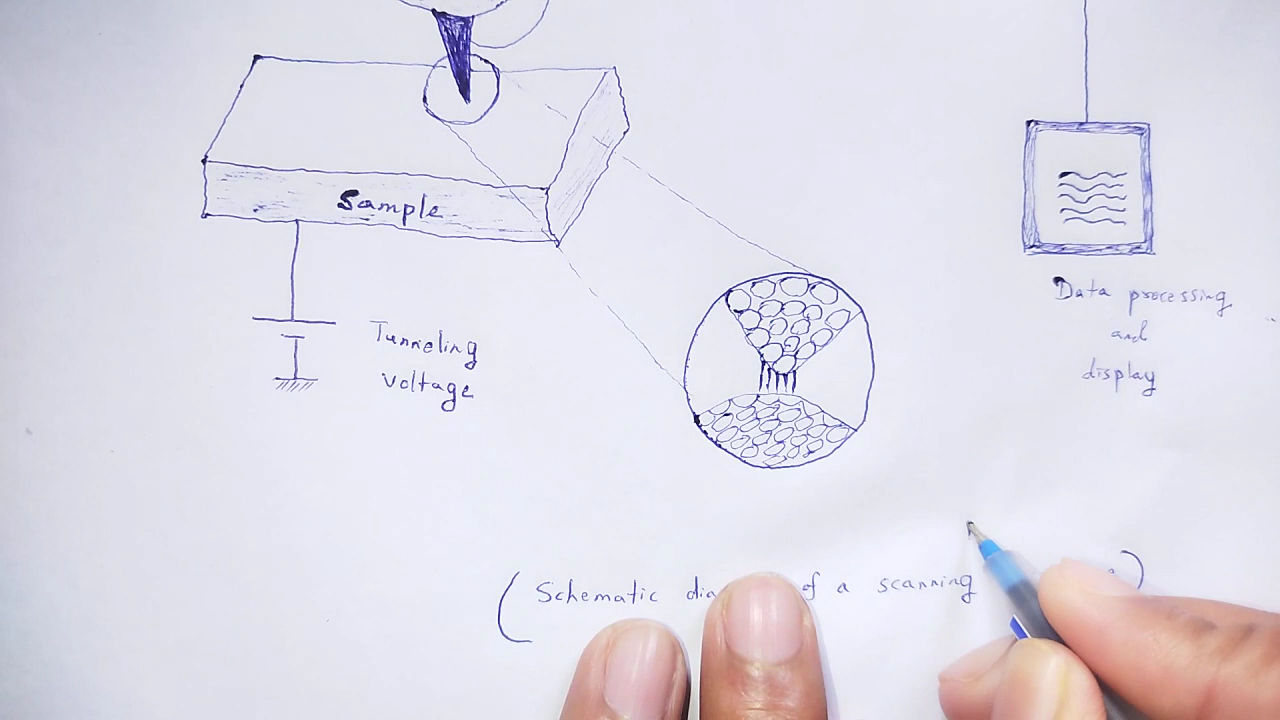 Sample
Tunneling
voltage
Data processing
and
display
(Schematic of a scanning )